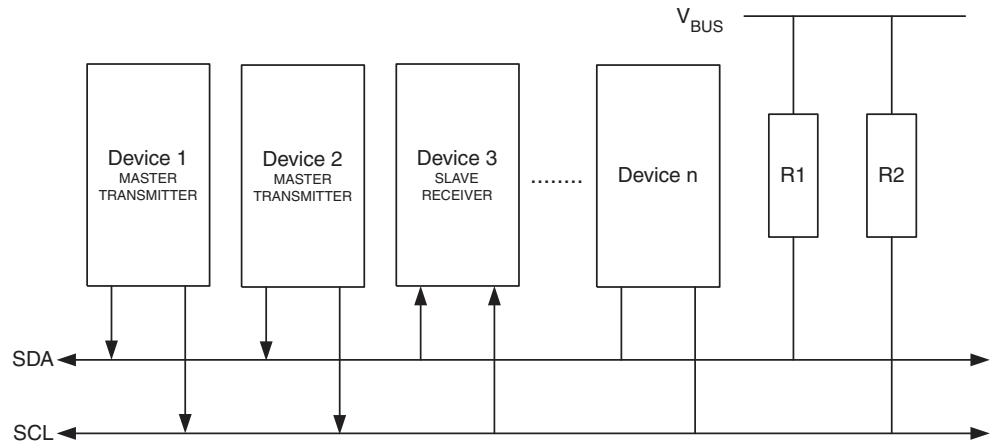 V_BUS
Device 1
MASTER
TRANSMITTER
Device 2
MASTER
TRANSMITTER
Device 3
SLAVE
RECEIVER
........
Device n
R1
R2
SDA
SCL